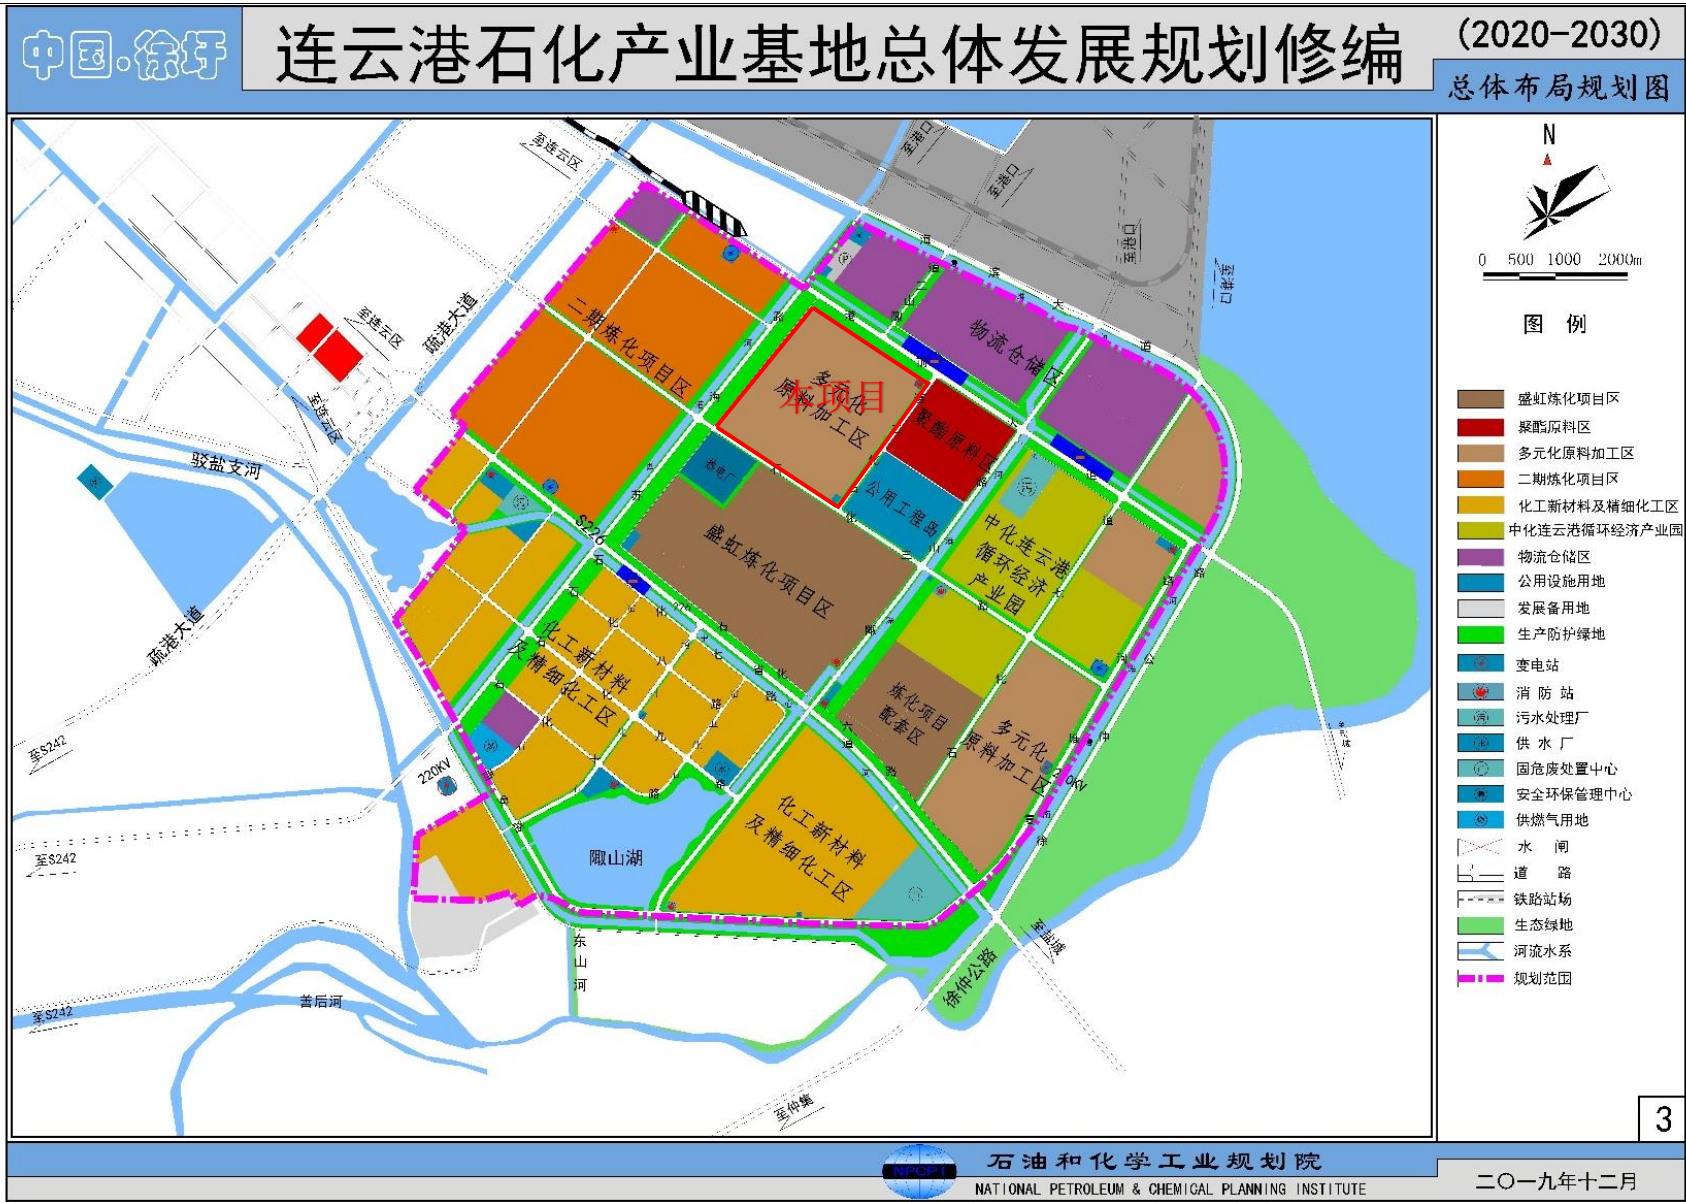 中国·徐圩
连云港石化产业基地总体发展规划修编
(2020-2030)
总体布局规划图
N
0 500 1000 2000m
图 例
盛虹炼化项目区
聚酯原料区
多元化原料加工区
二期炼化项目区
化工新材料及精细化工区
中化连云港循环经济产业园
物流仓储区
公用设施用地
发展备用地
生产防护绿地
变电站
消 防 站
污水处理厂
供 水 厂
固危废处置中心
安全环保管理中心
供燃气用地
水 闸
道 路
铁路站场
生态绿地
河流水系
规划范围
至连云区
至港口
至港口
至港口
至港口
至连云区
疏港大道
至连云区
驳盐支河
疏港大道
二期炼化项目区
物流仓储区
多元化
原料加工区
本项目
聚酯原料区
热电厂
公用工程岛
盛虹炼化项目区
中化连云港
循环经济
产业园
S226
化工新材料
及精细化工区
炼化项目
配套区
多元化
原料加工区
化工新材料
及精细化工区
至S242
220KV
至S242
至S242
陬山湖
东山河
善后河
徐仲公路
至盐城
至仲集
3
石油和化学工业规划院
NPCPI
NATIONAL PETROLEUM & CHEMICAL PLANNING INSTITUTE
二〇一九年十二月